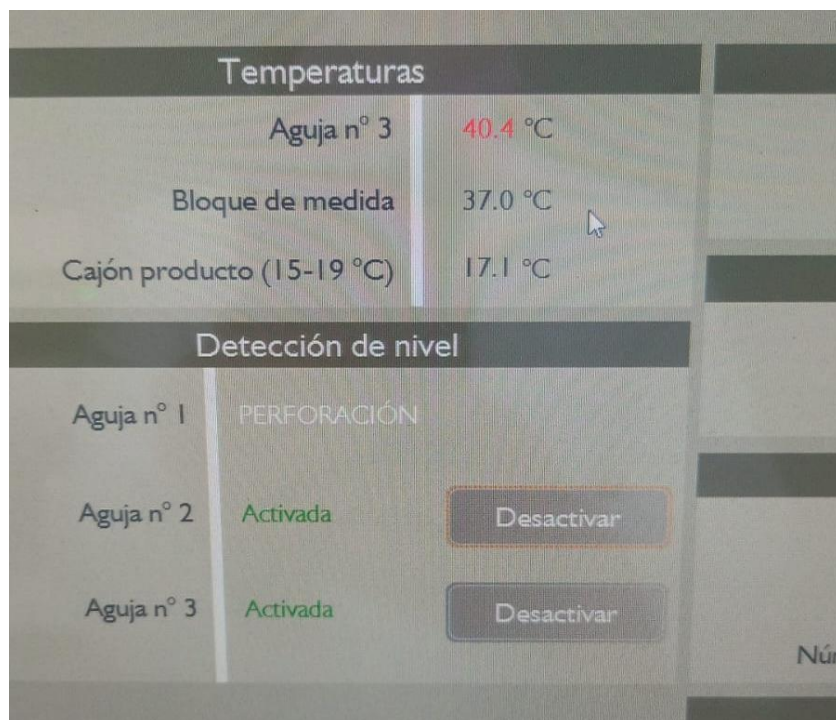 Temperaturas
Aguja n° 3 40.4 °C
Bloque de medida 37.0 °C
Cajón producto (15-19 °C) 17.1 °C
Detección de nivel
Aguja n° 1 PERFORACIÓN
Aguja n° 2 Activada Desactivar
Aguja n° 3 Activada Desactivar
Núr